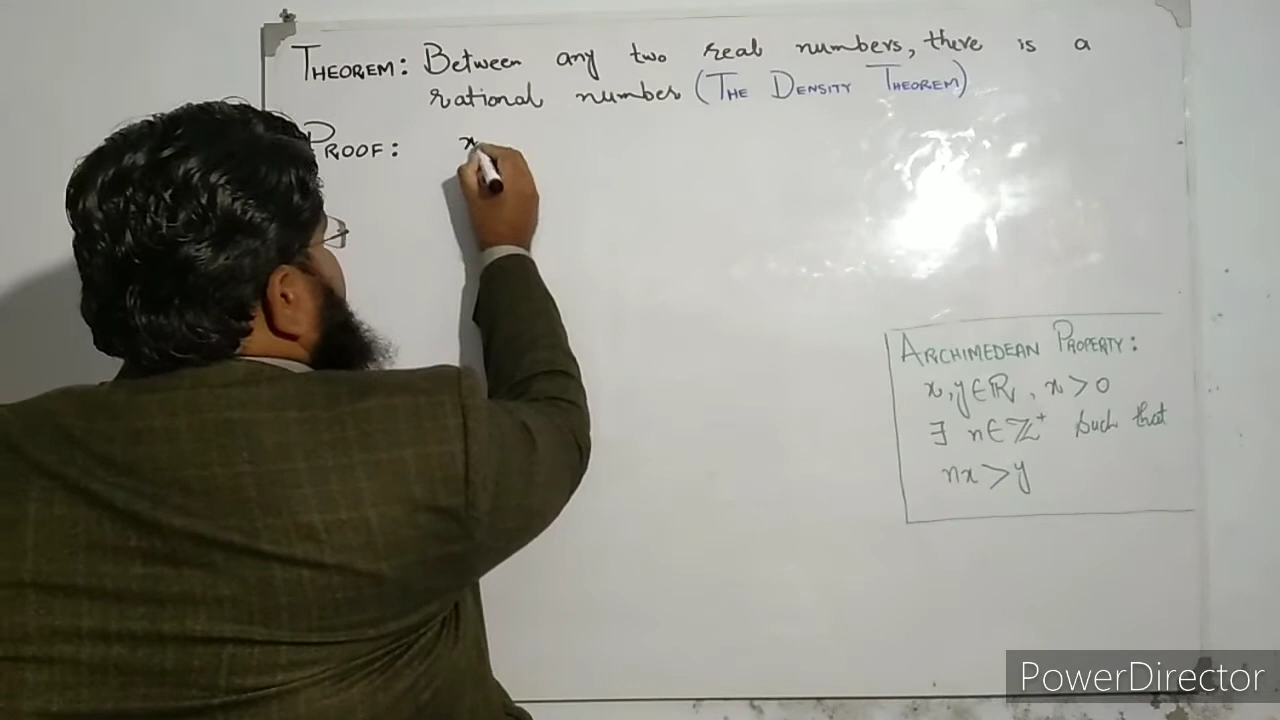 THEOREM: Between any two real numbers, there is a
rational number (THE DENSITY THEOREM)
PROOF: x
ARCHIMEDEAN PROPERTY:
x, y ∈ ℝ, x > 0
∃ n ∈ ℤ⁺ such that
nx > y
PowerDirector